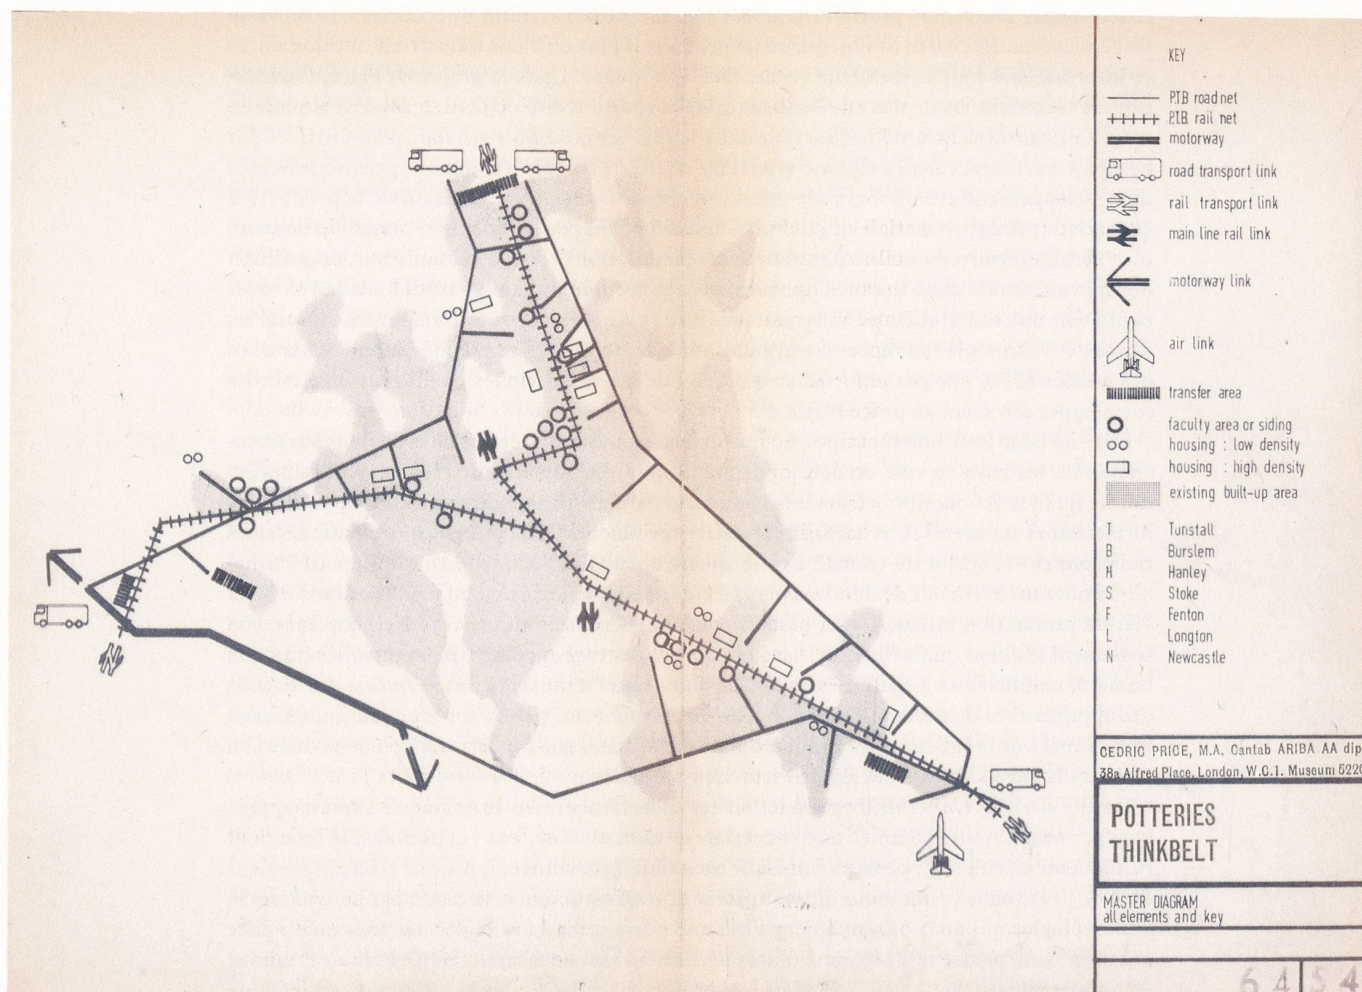 KEY
P.T.B. road net
P.T.B. rail net
motorway
road transport link
rail transport link
main line rail link
motorway link
air link
transfer area
faculty area or siding
housing : low density
housing : high density
existing built-up area
T Tunstall
B Burslem
H Hanley
S Stoke
F Fenton
L Longton
N Newcastle
CEDRIC PRICE, M.A. Cantab ARIBA AA dip
38a Alfred Place, London, W.C.1. Museum 5220
POTTERIES
THINKBELT
MASTER DIAGRAM
all elements and key
64 54